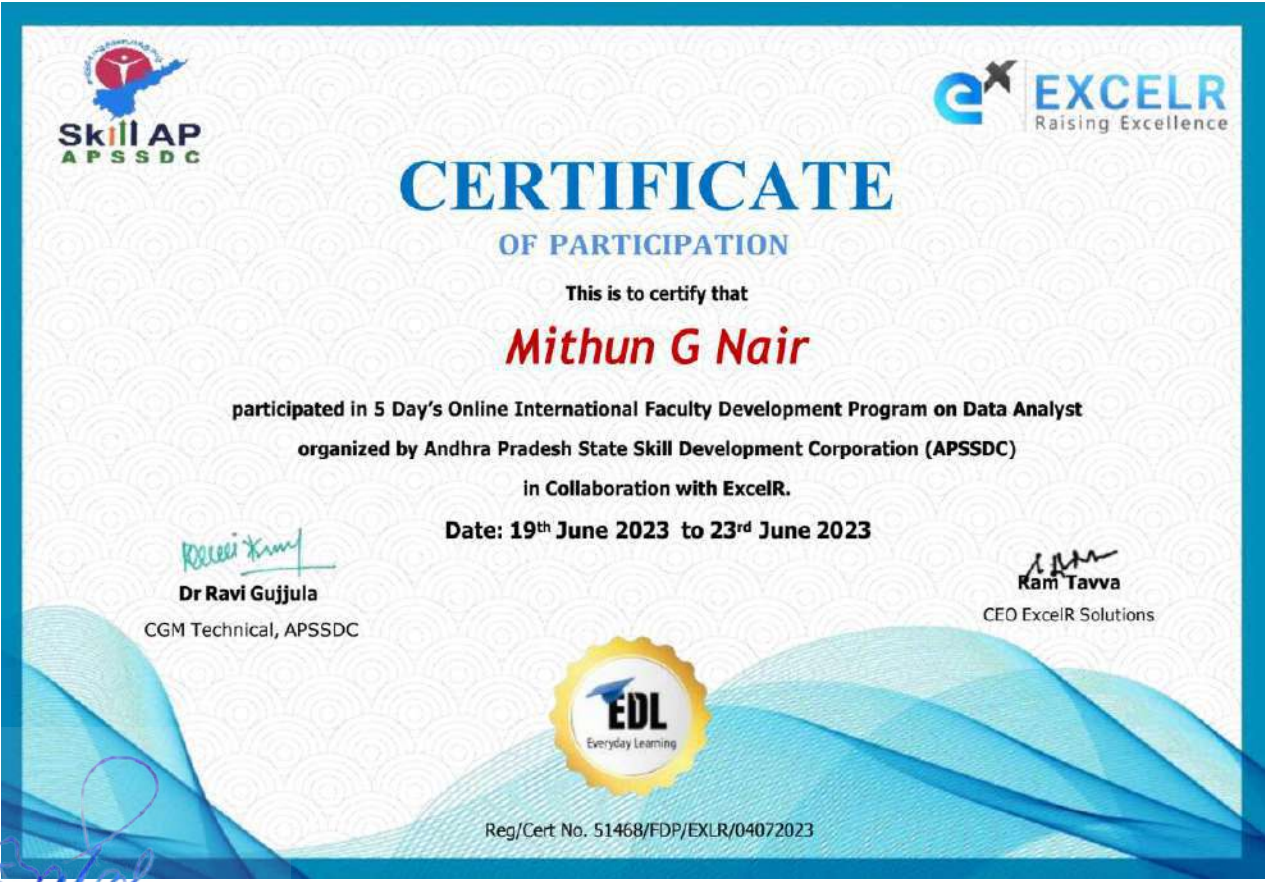 Skill AP
APSSDC
ex
EXCELR
Raising Excellence
CERTIFICATE
OF PARTICIPATION
This is to certify that
Mithun G Nair
participated in 5 Day's Online International Faculty Development Program on Data Analyst
organized by Andhra Pradesh State Skill Development Corporation (APSSDC)
in Collaboration with ExcelR.
Date: 19th June 2023 to 23rd June 2023
Dr Ravi Gujjula
CGM Technical, APSSDC
Ram Tavva
CEO ExcelR Solutions
EDL
Everyday Learning
Reg/Cert No. 51468/FDP/EXLR/04072023